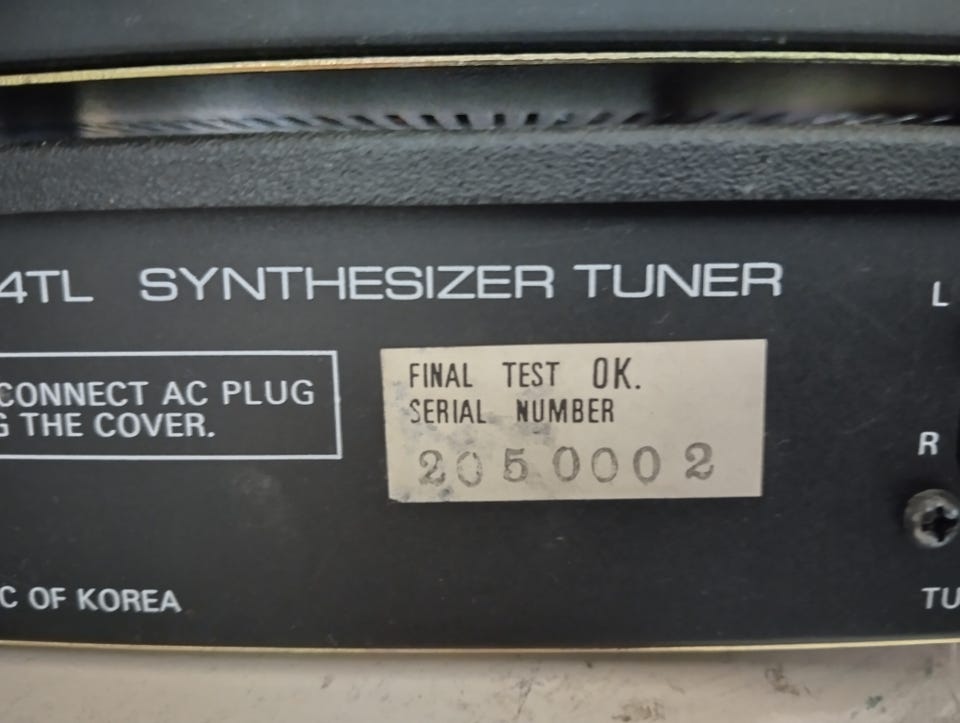 4TL SYNTHESIZER TUNER
L
CONNECT AC PLUG
G THE COVER.
FINAL TEST OK.
SERIAL NUMBER
2050002
R
C OF KOREA
TU